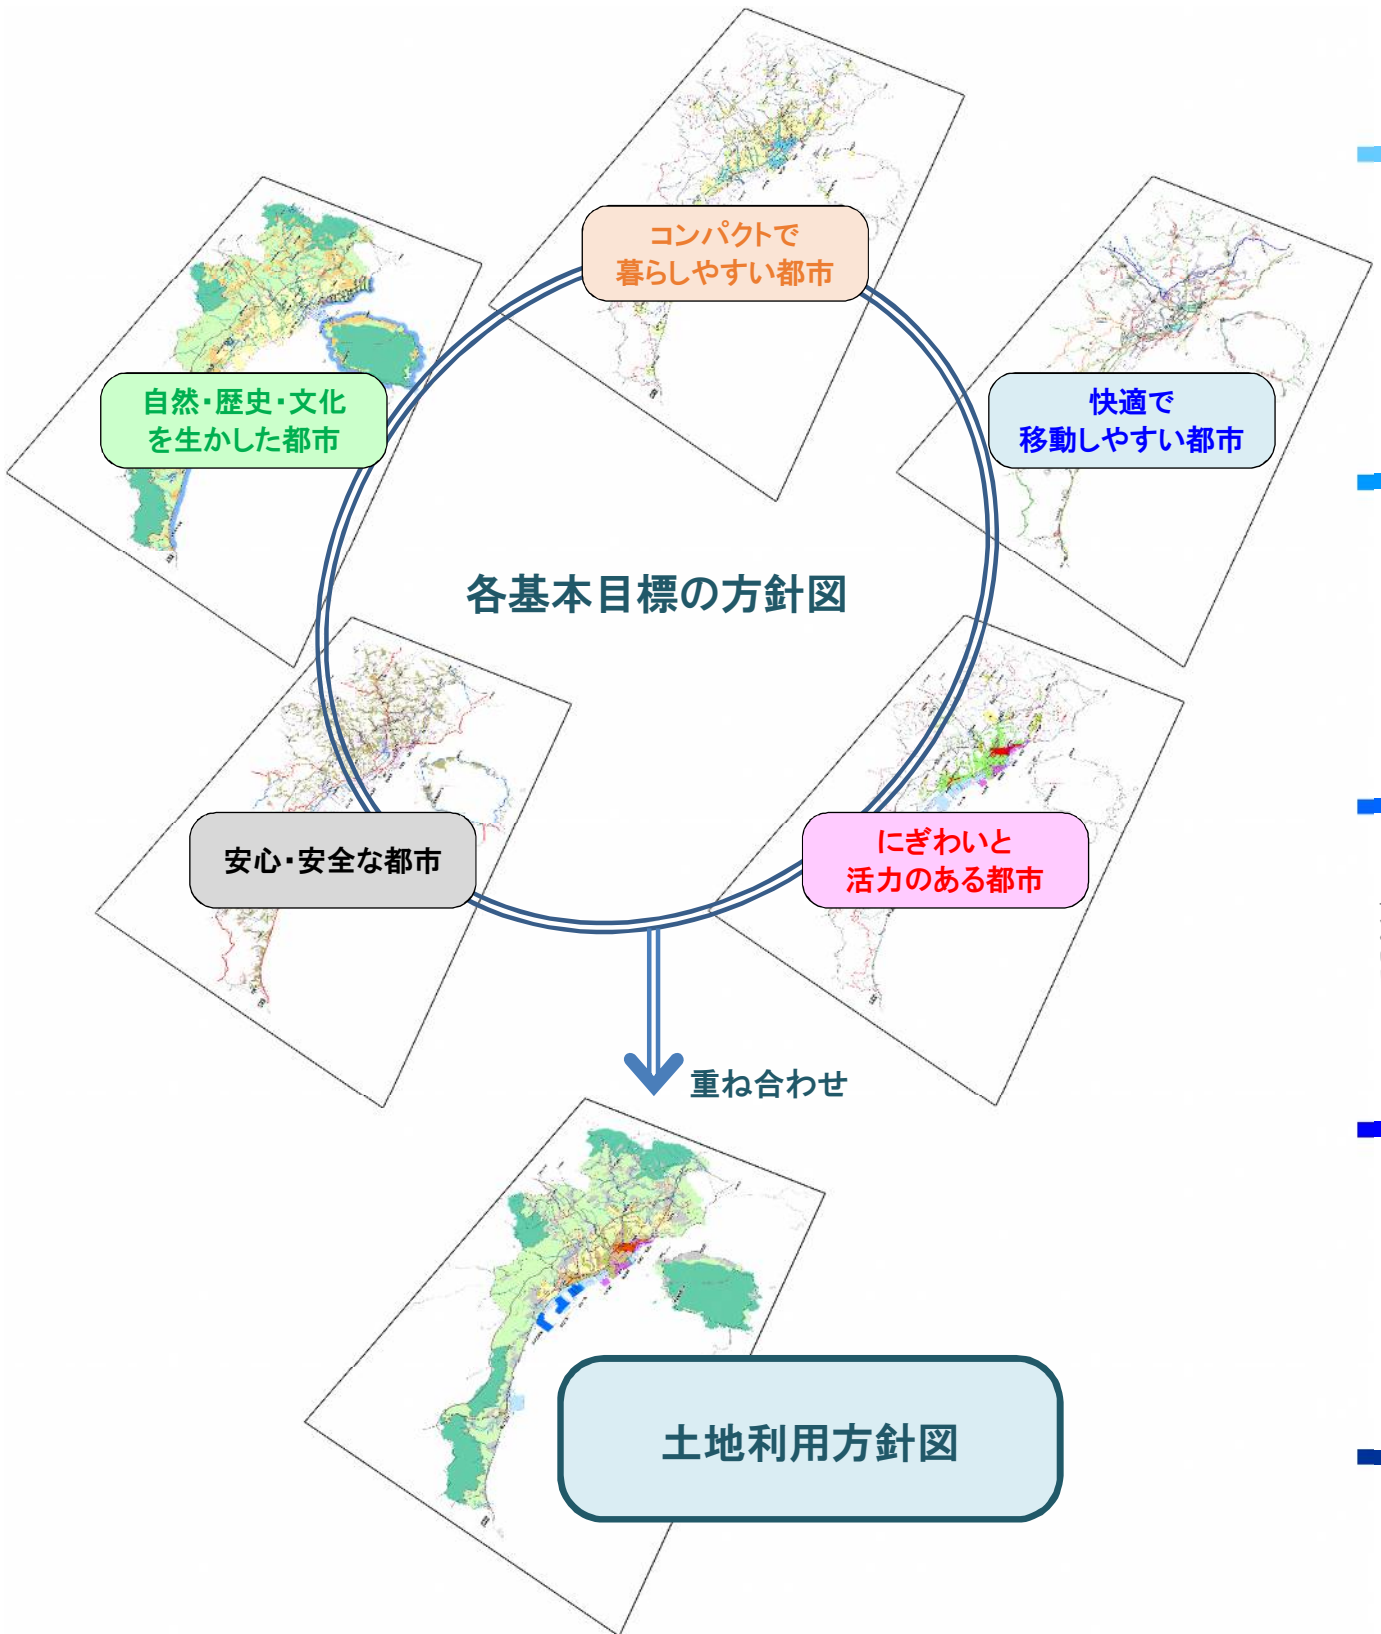 コンパクトで
暮らしやすい都市
自然・歴史・文化
を生かした都市
快適で
移動しやすい都市
各基本目標の方針図
安心・安全な都市
にぎわいと
活力のある都市
重ね合わせ
土地利用方針図